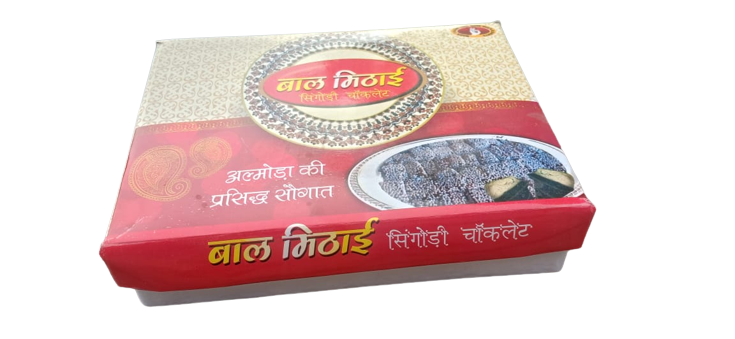 बाल मिठाई
सिंगोड़ी चॉकलेट
अल्मोड़ा की
प्रसिद्ध सौगात
बाल मिठाई सिंगोड़ी चॉकलेट